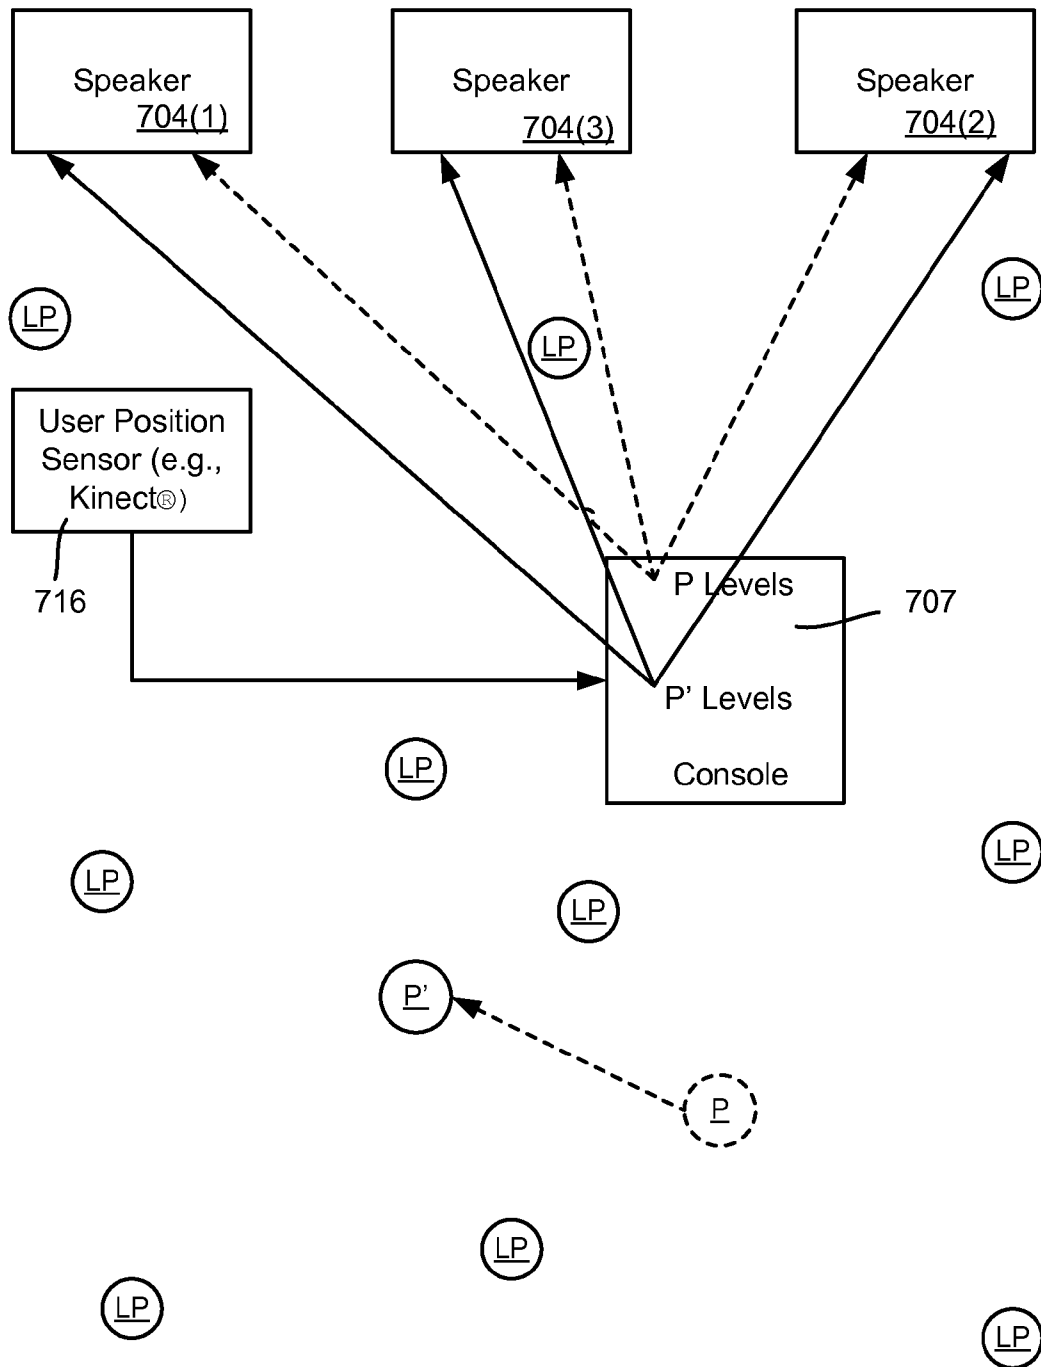 Speaker
704(1)
Speaker
704(3)
Speaker
704(2)
LP
LP
LP
User Position
Sensor (e.g.,
Kinect®)
716
P Levels
707
P’ Levels
Console
LP
LP
LP
LP
P’
P
LP
LP
LP